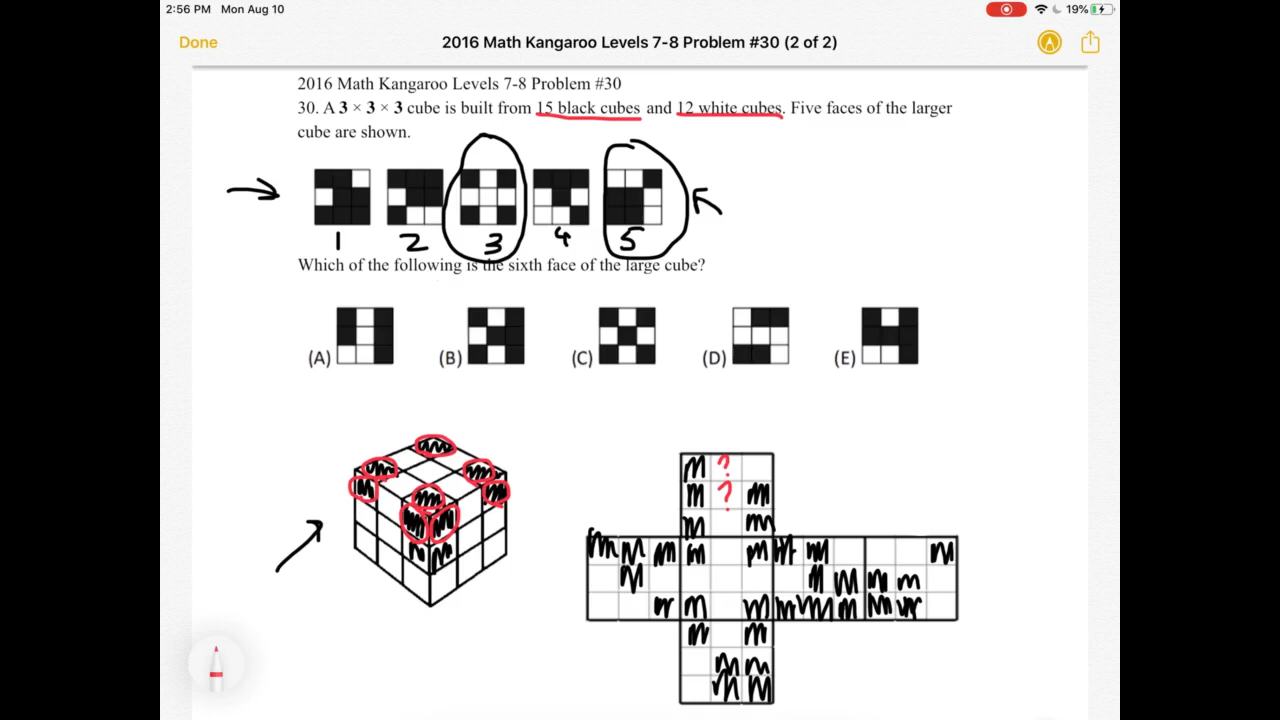 2:56 PM Mon Aug 10
19%
Done
2016 Math Kangaroo Levels 7-8 Problem #30 (2 of 2)
2016 Math Kangaroo Levels 7-8 Problem #30
30. A 3 × 3 × 3 cube is built from 15 black cubes and 12 white cubes. Five faces of the larger
cube are shown.
1 2 3 4 5
Which of the following is the sixth face of the large cube?
(A) (B) (C) (D) (E)
?
?